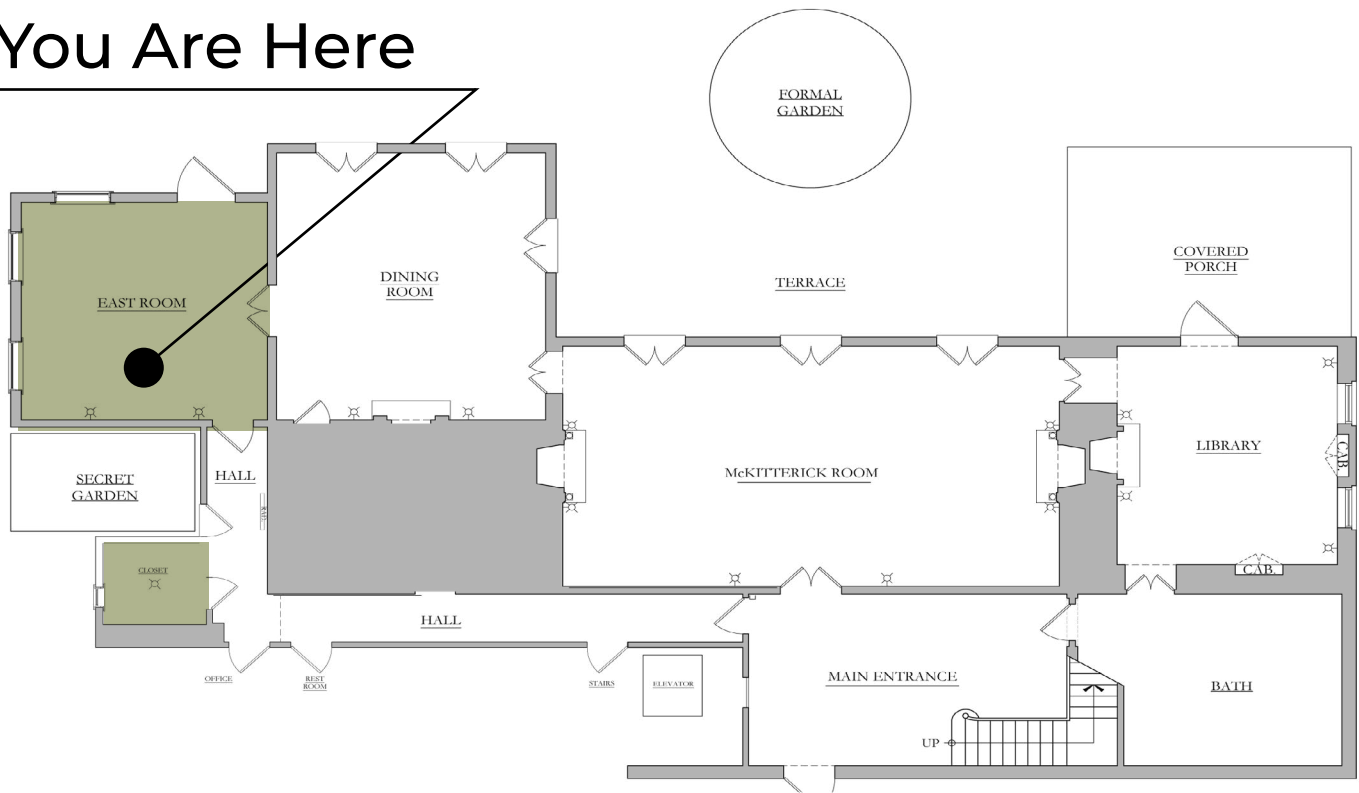 You Are Here
FORMAL
GARDEN
COVERED
PORCH
TERRACE
DINING
ROOM
EAST ROOM
LIBRARY
CAB.
McKITTERICK ROOM
HALL
SECRET
GARDEN
CLOSET
CAB.
HALL
MAIN ENTRANCE
BATH
OFFICE
REST
ROOM
STAIRS
ELEVATOR
UP